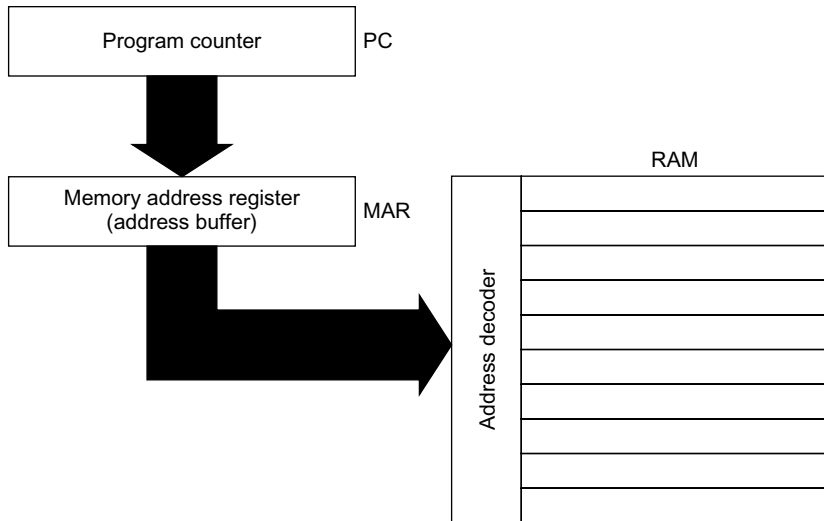 Program counter
PC
Memory address register
(address buffer)
MAR
RAM
Address decoder